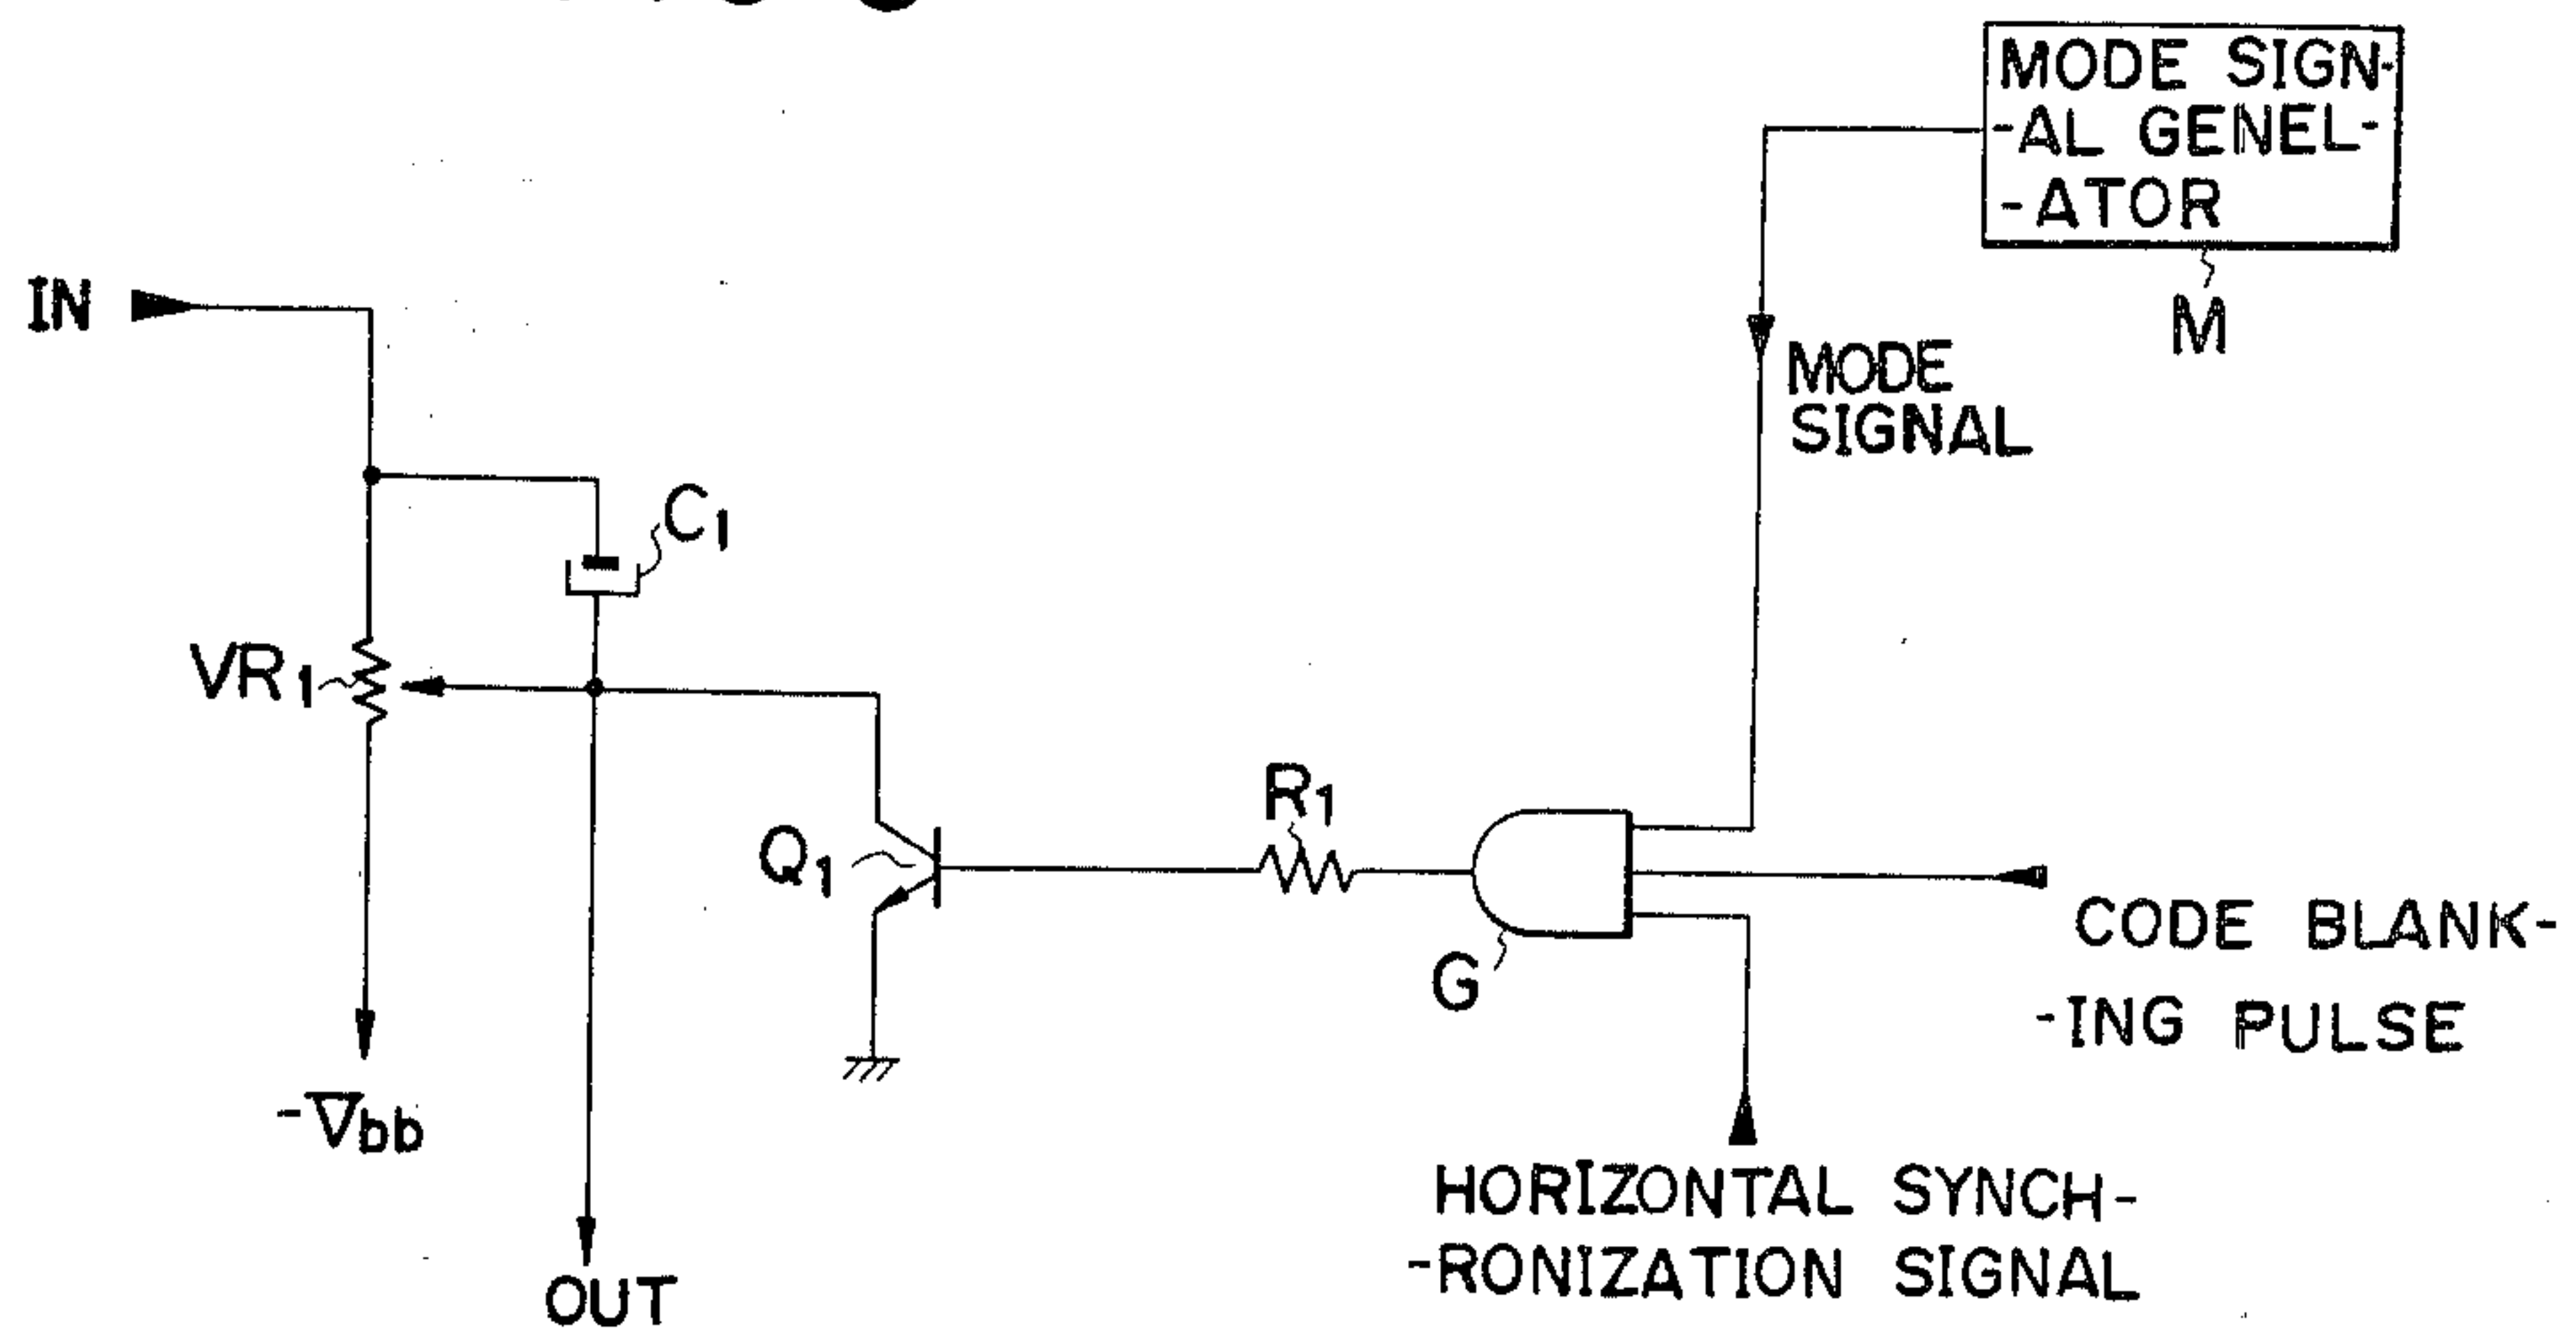 MODE SIGN-
-AL GENEL-
-ATOR
M
IN
MODE
SIGNAL
C1
VR1
R1
Q1
G
CODE BLANK-
-ING PULSE
-Vbb
HORIZONTAL SYNCH-
-RONIZATION SIGNAL
OUT